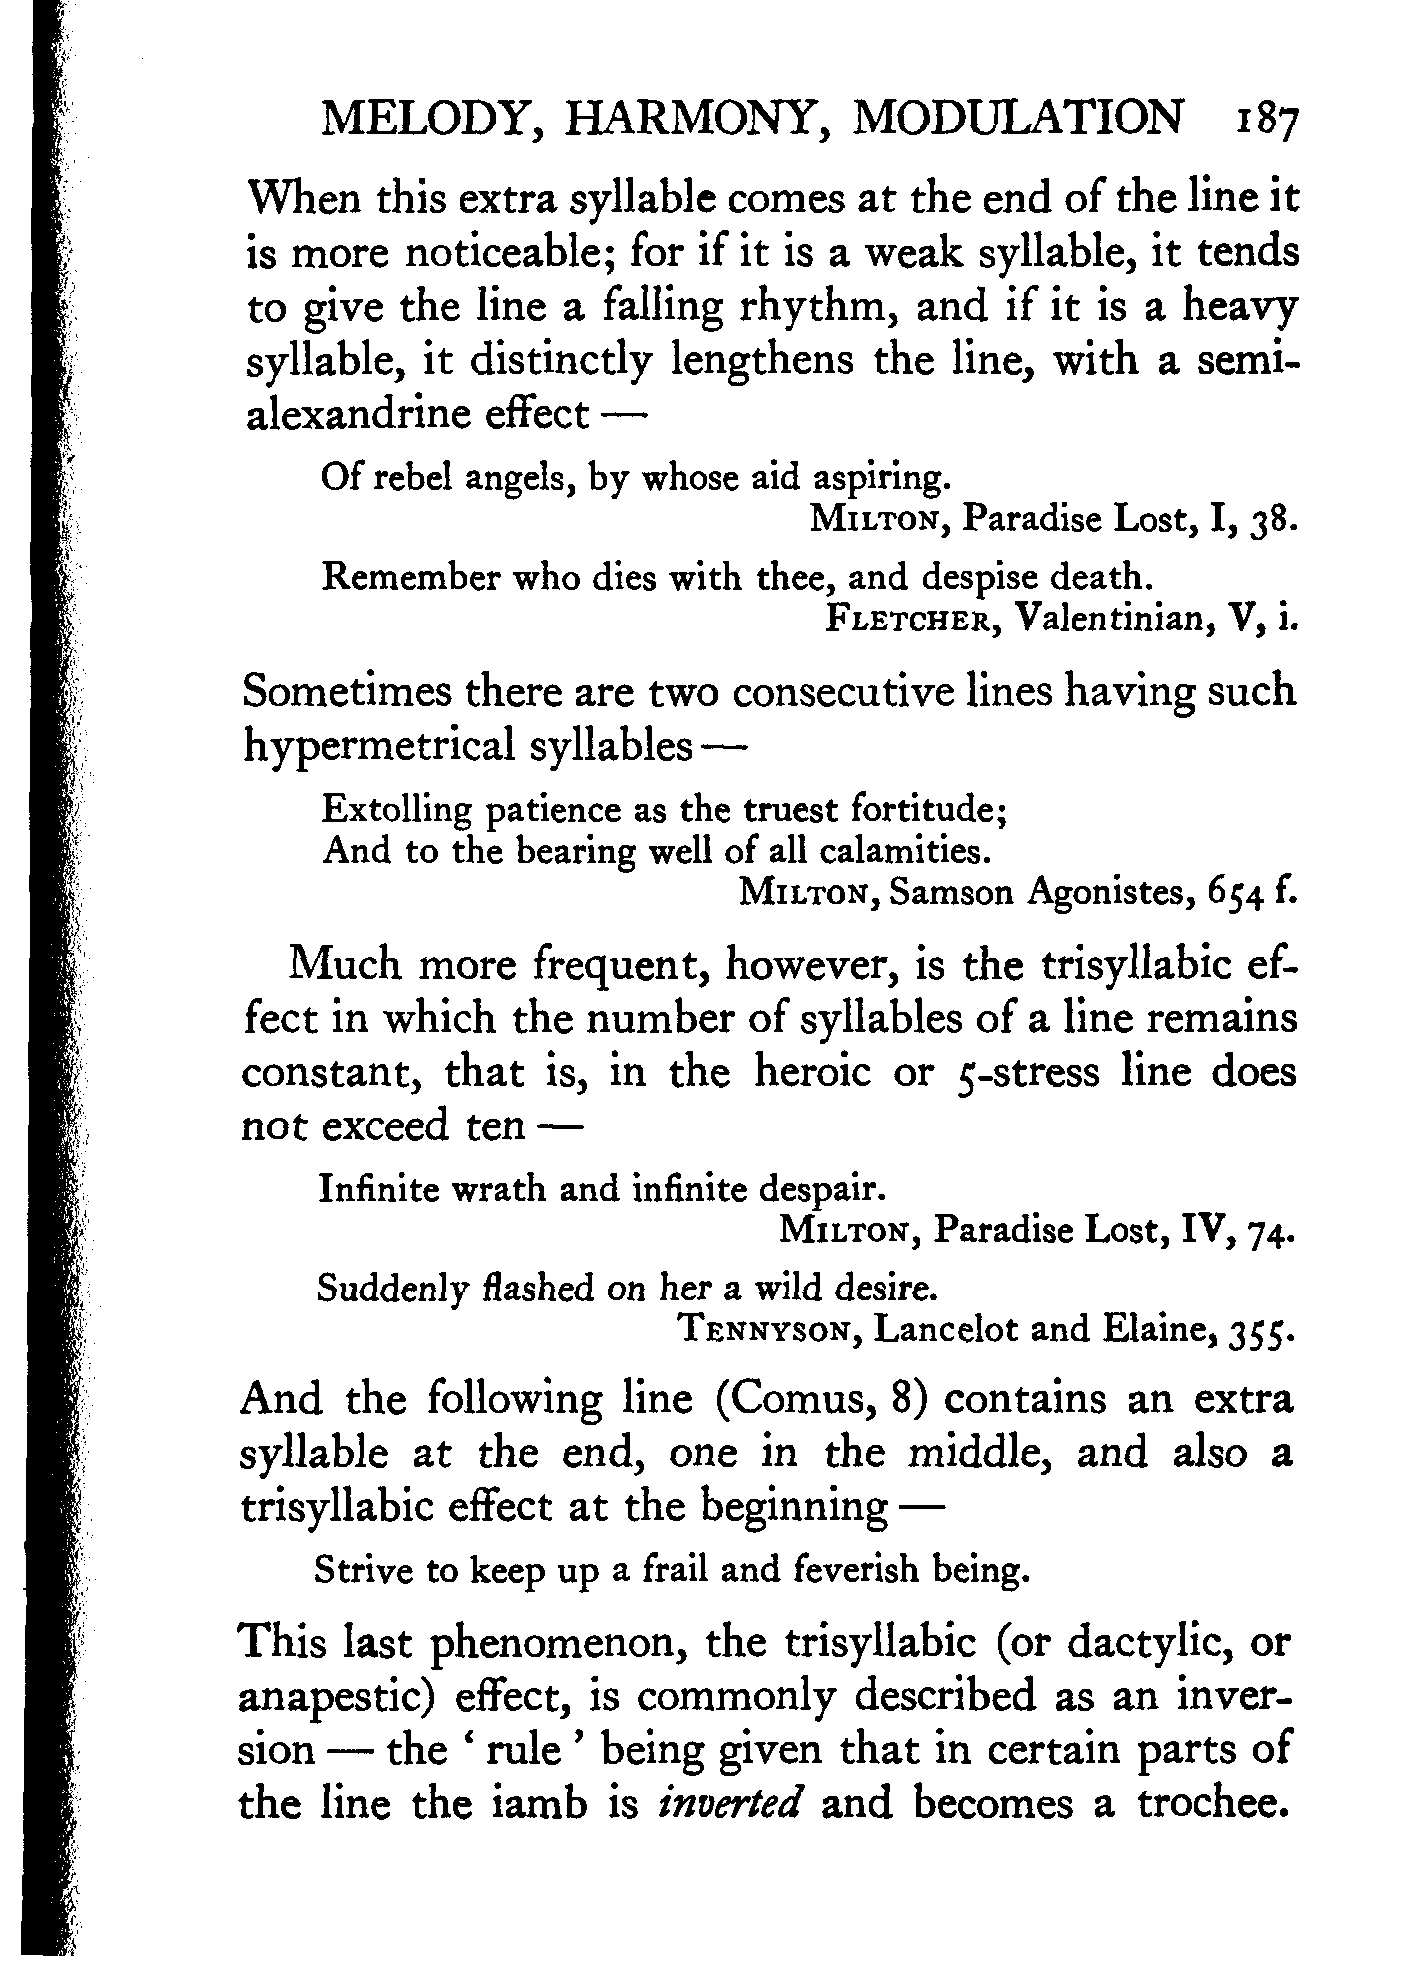 MELODY, HARMONY, MODULATION 187
When this extra syllable comes at the end of the line it
is more noticeable; for if it is a weak syllable, it tends
to give the line a falling rhythm, and if it is a heavy
syllable, it distinctly lengthens the line, with a semi-
alexandrine effect —
Of rebel angels, by whose aid aspiring.
MILTON, Paradise Lost, I, 38.
Remember who dies with thee, and despise death.
FLETCHER, Valentinian, V, i.
Sometimes there are two consecutive lines having such
hypermetrical syllables —
Extolling patience as the truest fortitude;
And to the bearing well of all calamities.
MILTON, Samson Agonistes, 654 f.
Much more frequent, however, is the trisyllabic ef-
fect in which the number of syllables of a line remains
constant, that is, in the heroic or 5-stress line does
not exceed ten —
Infinite wrath and infinite despair.
MILTON, Paradise Lost, IV, 74.
Suddenly flashed on her a wild desire.
TENNYSON, Lancelot and Elaine, 355.
And the following line (Comus, 8) contains an extra
syllable at the end, one in the middle, and also a
trisyllabic effect at the beginning —
Strive to keep up a frail and feverish being.
This last phenomenon, the trisyllabic (or dactylic, or
anapestic) effect, is commonly described as an inver-
sion — the ‘ rule ’ being given that in certain parts of
the line the iamb is inverted and becomes a trochee.